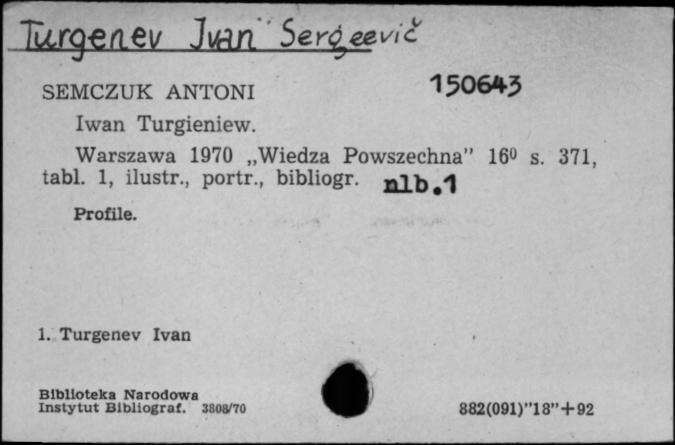 Turgenev Ivan Sergeevič
150643
SEMCZUK ANTONI
Iwan Turgieniew.
Warszawa 1970 „Wiedza Powszechna” 16⁰ s. 371,
tabl. 1, ilustr., portr., bibliogr. nlb.1
Profile.
1. Turgenev Ivan
Biblioteka Narodowa
Instytut Bibliograf. 3808/70
882(091)”18”+92